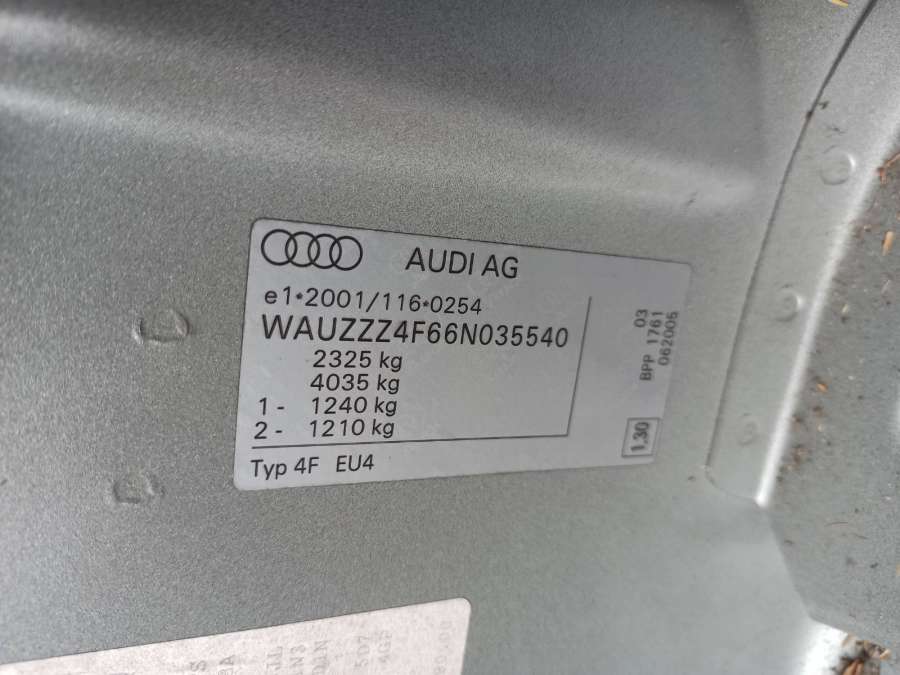 AUDI AG
e1*2001/116*0254
WAUZZZ4F66N035540
2325 kg
4035 kg
1 - 1240 kg
2 - 1210 kg
Typ 4F EU4
03
BPP 1761
062005
1,30